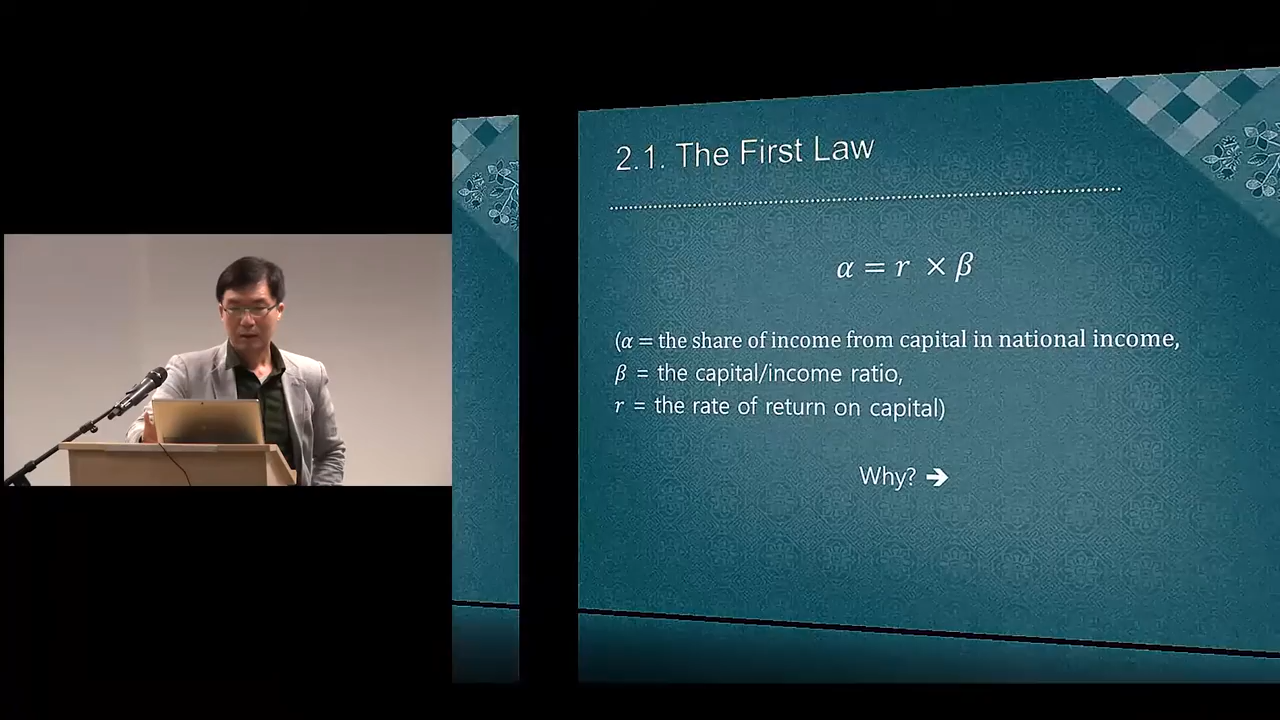 2.1. The First Law
α = r × β
(α = the share of income from capital in national income,
β = the capital/income ratio,
r = the rate of return on capital)
Why? ➔